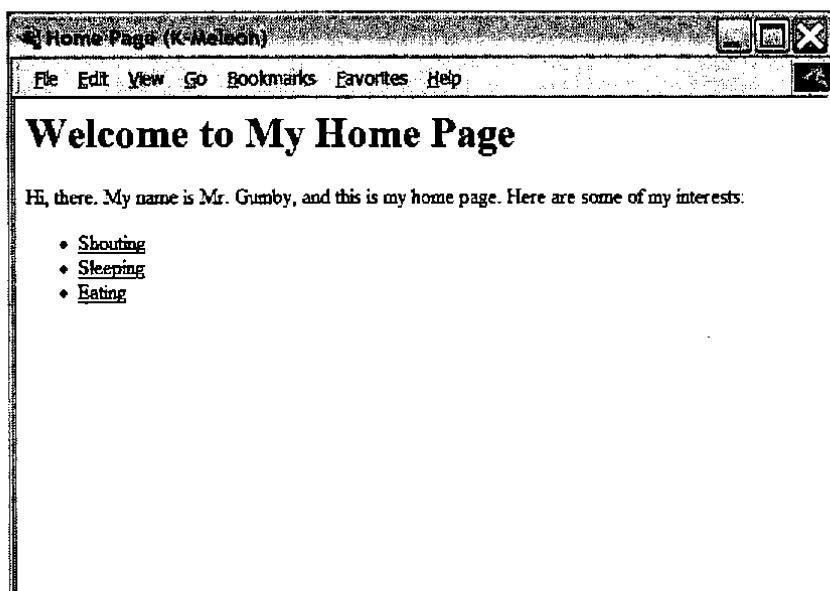 Home Page (K-Meleon)
File Edit View Go Bookmarks Favorites Help
Welcome to My Home Page
Hi, there. My name is Mr. Gumby, and this is my home page. Here are some of my interests:
• Shouting
• Sleeping
• Eating